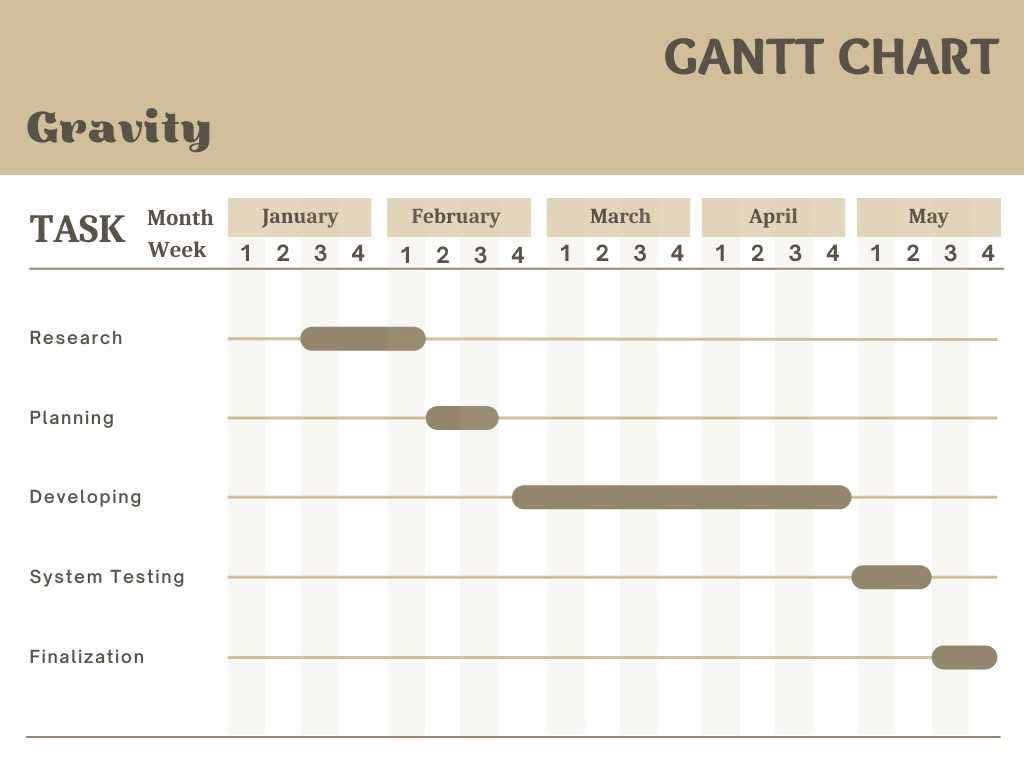 GANTT CHART
Gravity
TASK Month January February March April May
Week 1 2 3 4 1 2 3 4 1 2 3 4 1 2 3 4 1 2 3 4
Research
Planning
Developing
System Testing
Finalization